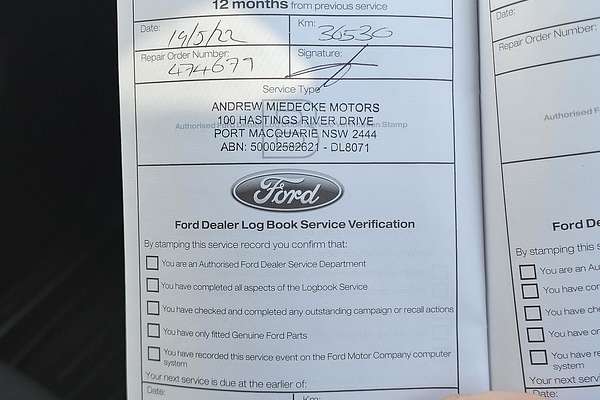 12 months from previous service
Date: 19/5/22 Km: 36530
Repair Order Number: 474677 Signature:
Service Type
ANDREW MIEDECKE MOTORS
100 HASTINGS RIVER DRIVE
Authorised Stamp
PORT MACQUARIE NSW 2444
ABN: 50002582621 - DL8071
Ford
Ford Dealer Log Book Service Verification
By stamping this service record you confirm that:
You are an Authorised Ford Dealer Service Department
You have completed all aspects of the Logbook Service
You have checked and completed any outstanding campaign or recall actions
You have only fitted Genuine Ford Parts
You have recorded this service event on the Ford Motor Company computer
system
Your next service is due at the earlier of:
Date: Km:
Date:
Repair Order Number:
Authorised
Ford D
By stamping this
You are an Au
You have com
You have che
You have only
You have re
system
Your next serv
Date: